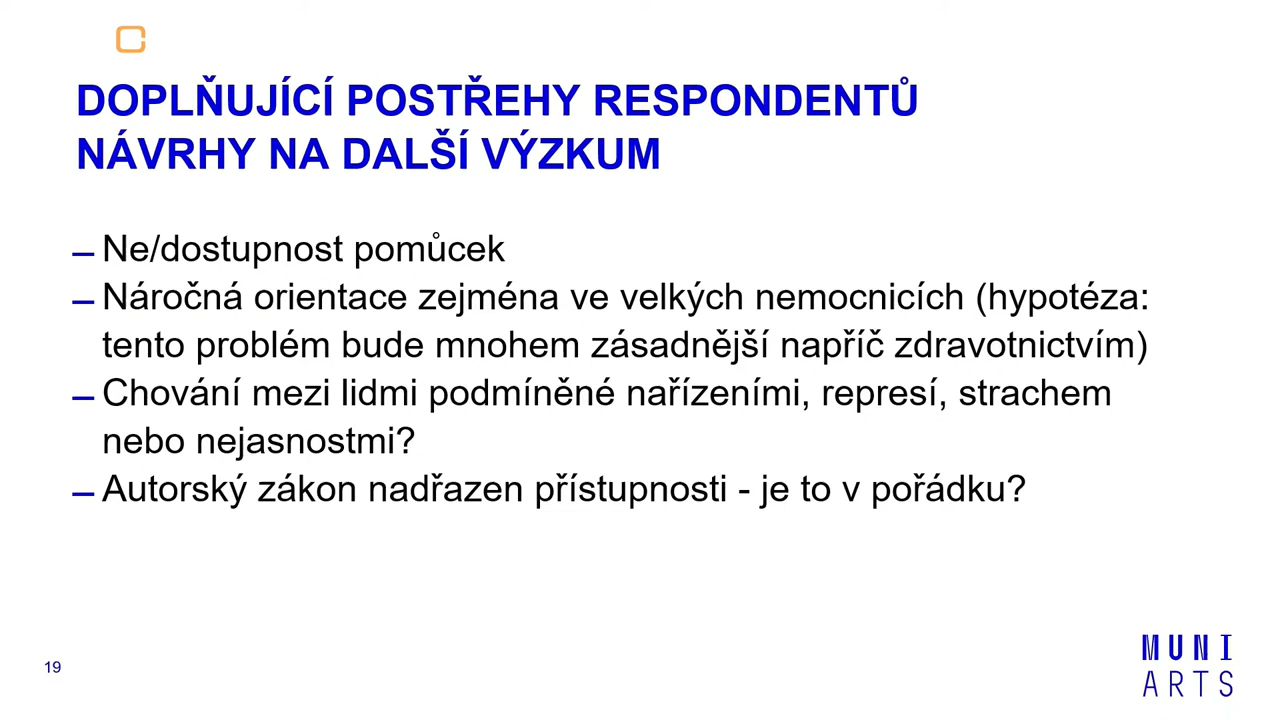 DOPLŇUJÍCÍ POSTŘEHY RESPONDENTŮ
NÁVRHY NA DALŠÍ VÝZKUM
– Ne/dostupnost pomůcek
– Náročná orientace zejména ve velkých nemocnicích (hypotéza:
tento problém bude mnohem zásadnější napříč zdravotnictvím)
– Chování mezi lidmi podmíněné nařízeními, represí, strachem
nebo nejasnostmi?
– Autorský zákon nadřazen přístupnosti - je to v pořádku?
19
MUNI
ARTS